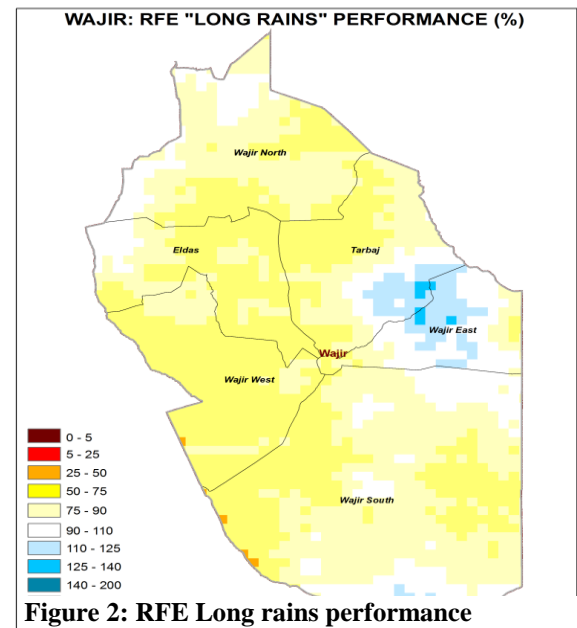 WAJIR: RFE "LONG RAINS" PERFORMANCE (%)
Wajir North
Eldas
Tarbaj
Wajir East
Wajir
Wajir West
Wajir South
0 - 5
5 - 25
25 - 50
50 - 75
75 - 90
90 - 110
110 - 125
125 - 140
140 - 200
Figure 2: RFE Long rains performance